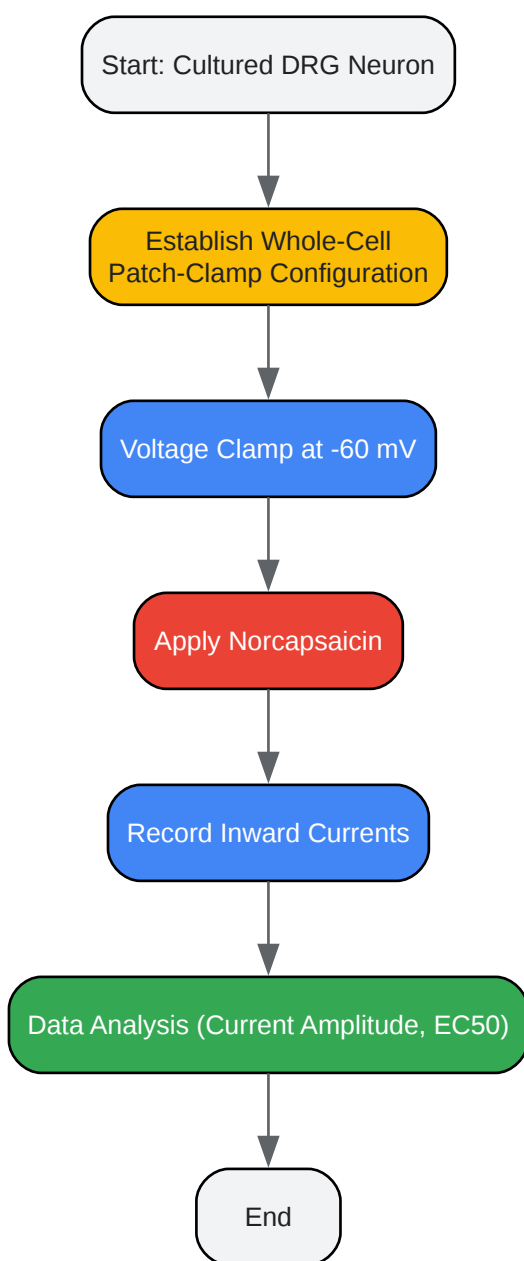 Start: Cultured DRG Neuron
Establish Whole-Cell
Patch-Clamp Configuration
Voltage Clamp at -60 mV
Apply Norcapsaicin
Record Inward Currents
Data Analysis (Current Amplitude, EC50)
End